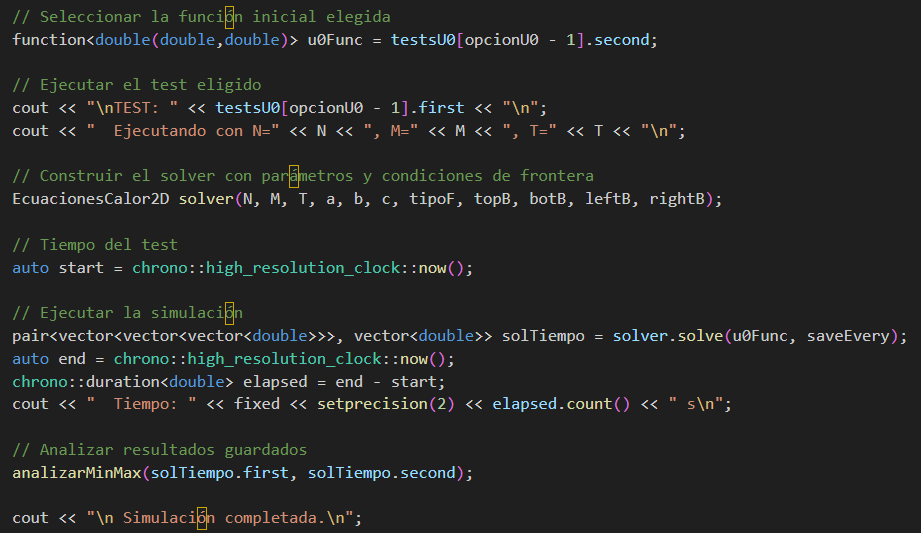 // Seleccionar la función inicial elegida
function<double(double,double)> u0Func = testsU0[opcionU0 - 1].second;
// Ejecutar el test eligido
cout << "\nTEST: " << testsU0[opcionU0 - 1].first << "\n";
cout << "  Ejecutando con N=" << N << ", M=" << M << ", T=" << T << "\n";
// Construir el solver con parámetros y condiciones de frontera
EcuacionesCalor2D solver(N, M, T, a, b, c, tipoF, topB, botB, leftB, rightB);
// Tiempo del test
auto start = chrono::high_resolution_clock::now();
// Ejecutar la simulación
pair<vector<vector<vector<double>>>, vector<double>> solTiempo = solver.solve(u0Func, saveEvery);
auto end = chrono::high_resolution_clock::now();
chrono::duration<double> elapsed = end - start;
cout << "  Tiempo: " << fixed << setprecision(2) << elapsed.count() << " s\n";
// Analizar resultados guardados
analizarMinMax(solTiempo.first, solTiempo.second);
cout << "\n Simulación completada.\n";